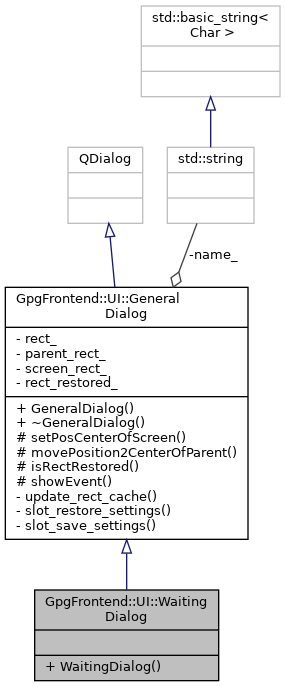 std::basic_string<
Char >
QDialog
std::string
-name_
GpgFrontend::UI::General
Dialog
- rect_
- parent_rect_
- screen_rect_
- rect_restored_
+ GeneralDialog()
+ ~GeneralDialog()
# setPosCenterOfScreen()
# movePosition2CenterOfParent()
# isRectRestored()
# showEvent()
- update_rect_cache()
- slot_restore_settings()
- slot_save_settings()
GpgFrontend::UI::Waiting
Dialog
+ WaitingDialog()